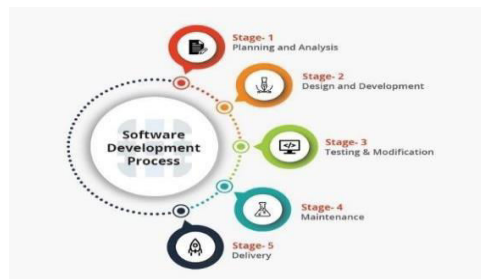 Stage- 1
Planning and Analysis
Stage- 2
Design and Development
Software
Development
Process
Stage- 3
Testing & Modification
Stage- 4
Maintenance
Stage- 5
Delivery